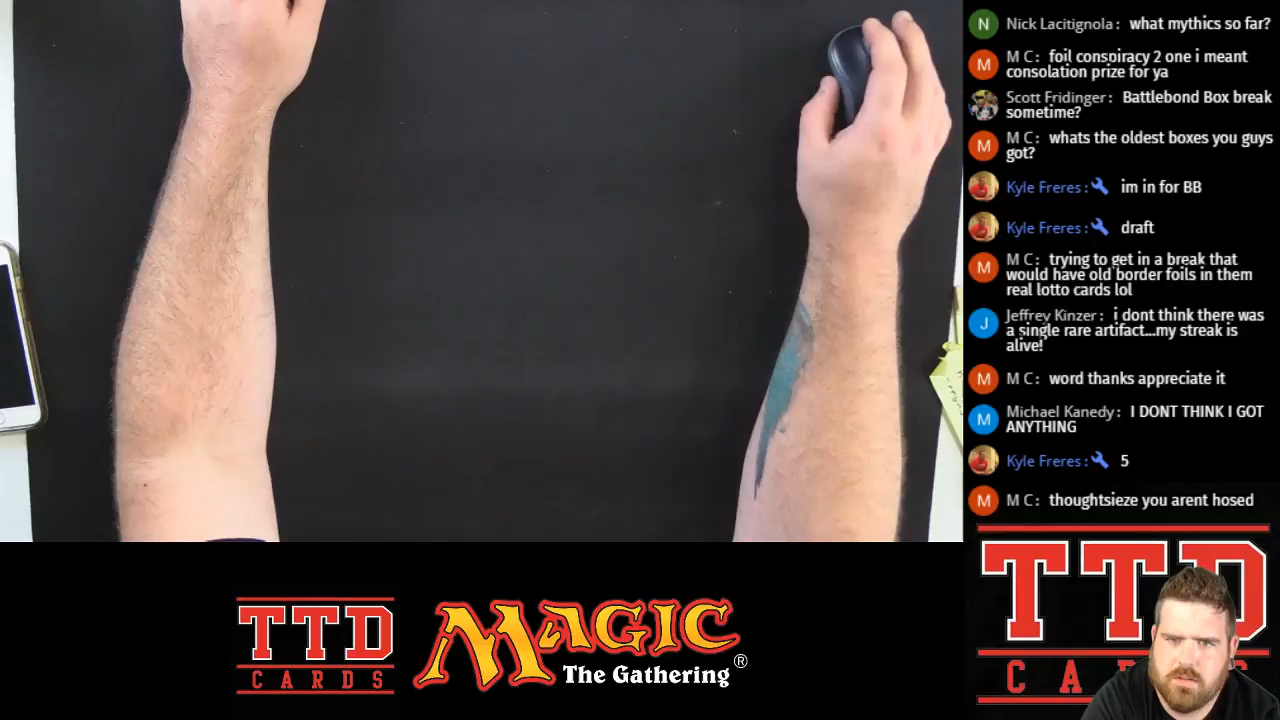 N Nick Lacitignola: what mythics so far?
M M C: foil conspiracy 2 one i meant
consolation prize for ya
Scott Fridinger: Battlebond Box break
sometime?
M M C: whats the oldest boxes you guys
got?
Kyle Freres: im in for BB
Kyle Freres: draft
M M C: trying to get in a break that
would have old border foils in them
real lotto cards lol
J Jeffrey Kinzer: i dont think there was
a single rare artifact...my streak is
alive!
M M C: word thanks appreciate it
M Michael Kanedy: I DONT THINK I GOT
ANYTHING
Kyle Freres: 5
M M C: thoughtsieze you arent hosed
TTD
CA
TTD
CARDS
MAGIC
The Gathering®